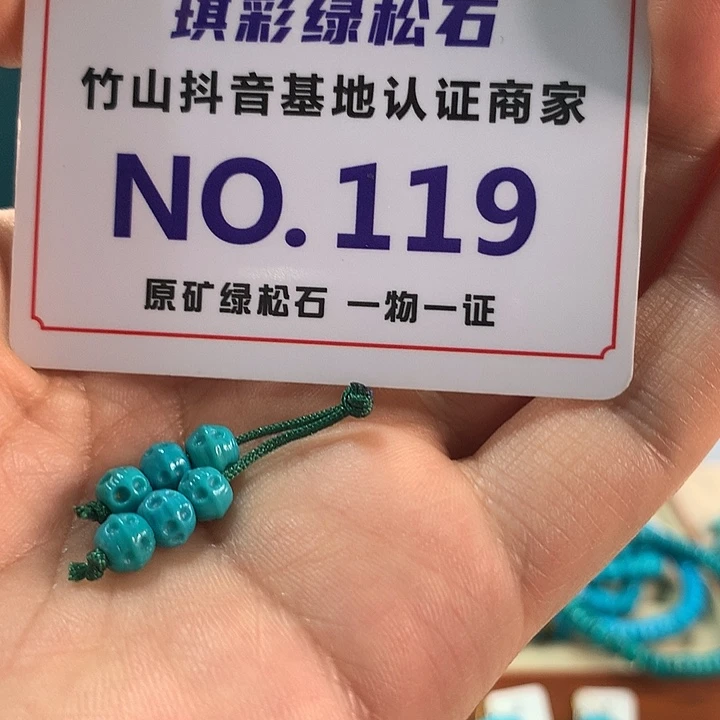 琪彩绿松石
竹山抖音基地认证商家
NO.119
原矿绿松石 一物一证